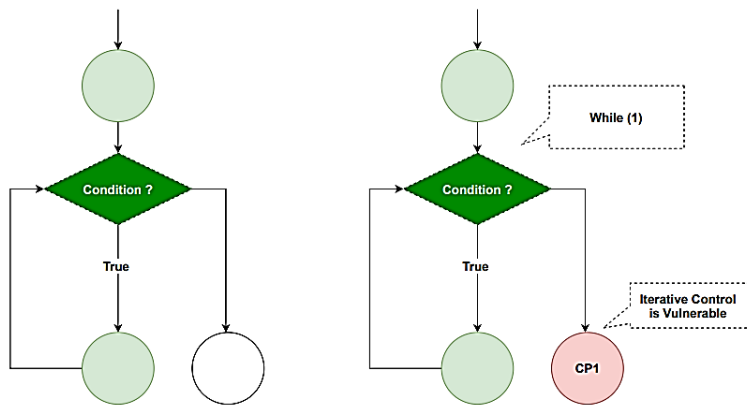 While (1)
Condition ?
Condition ?
True
True
Iterative Control
is Vulnerable
CP1